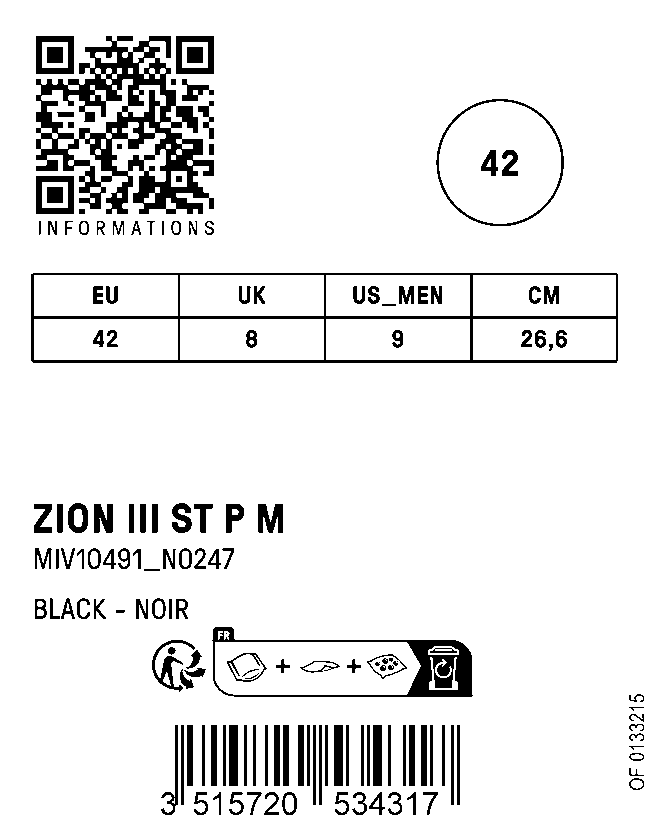 INFORMATIONS
42
EU UK US_MEN CM
42 8 9 26,6
ZION III ST P M
MIV10491_N0247
BLACK - NOIR
FR
+ +
3 515720 534317
OF 0133215